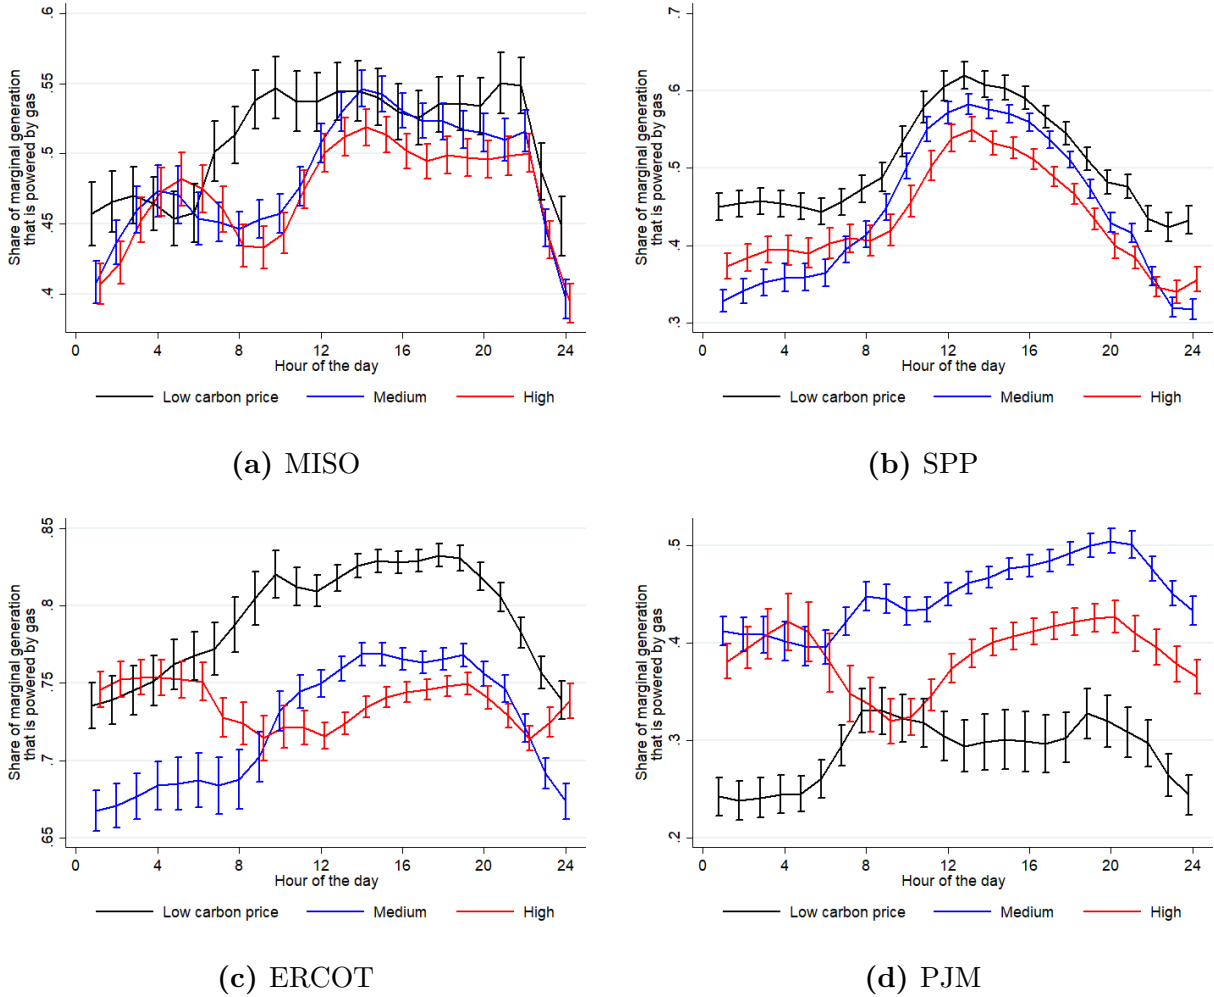 Share of marginal generation
that is powered by gas
.6
.55
.5
.45
.4
0 4 8 12 16 20 24
Hour of the day
Low carbon price Medium High
(a) MISO
Share of marginal generation
that is powered by gas
.7
.6
.5
.4
.3
0 4 8 12 16 20 24
Hour of the day
Low carbon price Medium High
(b) SPP
Share of marginal generation
that is powered by gas
.85
.8
.75
.7
.65
0 4 8 12 16 20 24
Hour of the day
Low carbon price Medium High
(c) ERCOT
Share of marginal generation
that is powered by gas
.5
.4
.3
.2
0 4 8 12 16 20 24
Hour of the day
Low carbon price Medium High
(d) PJM